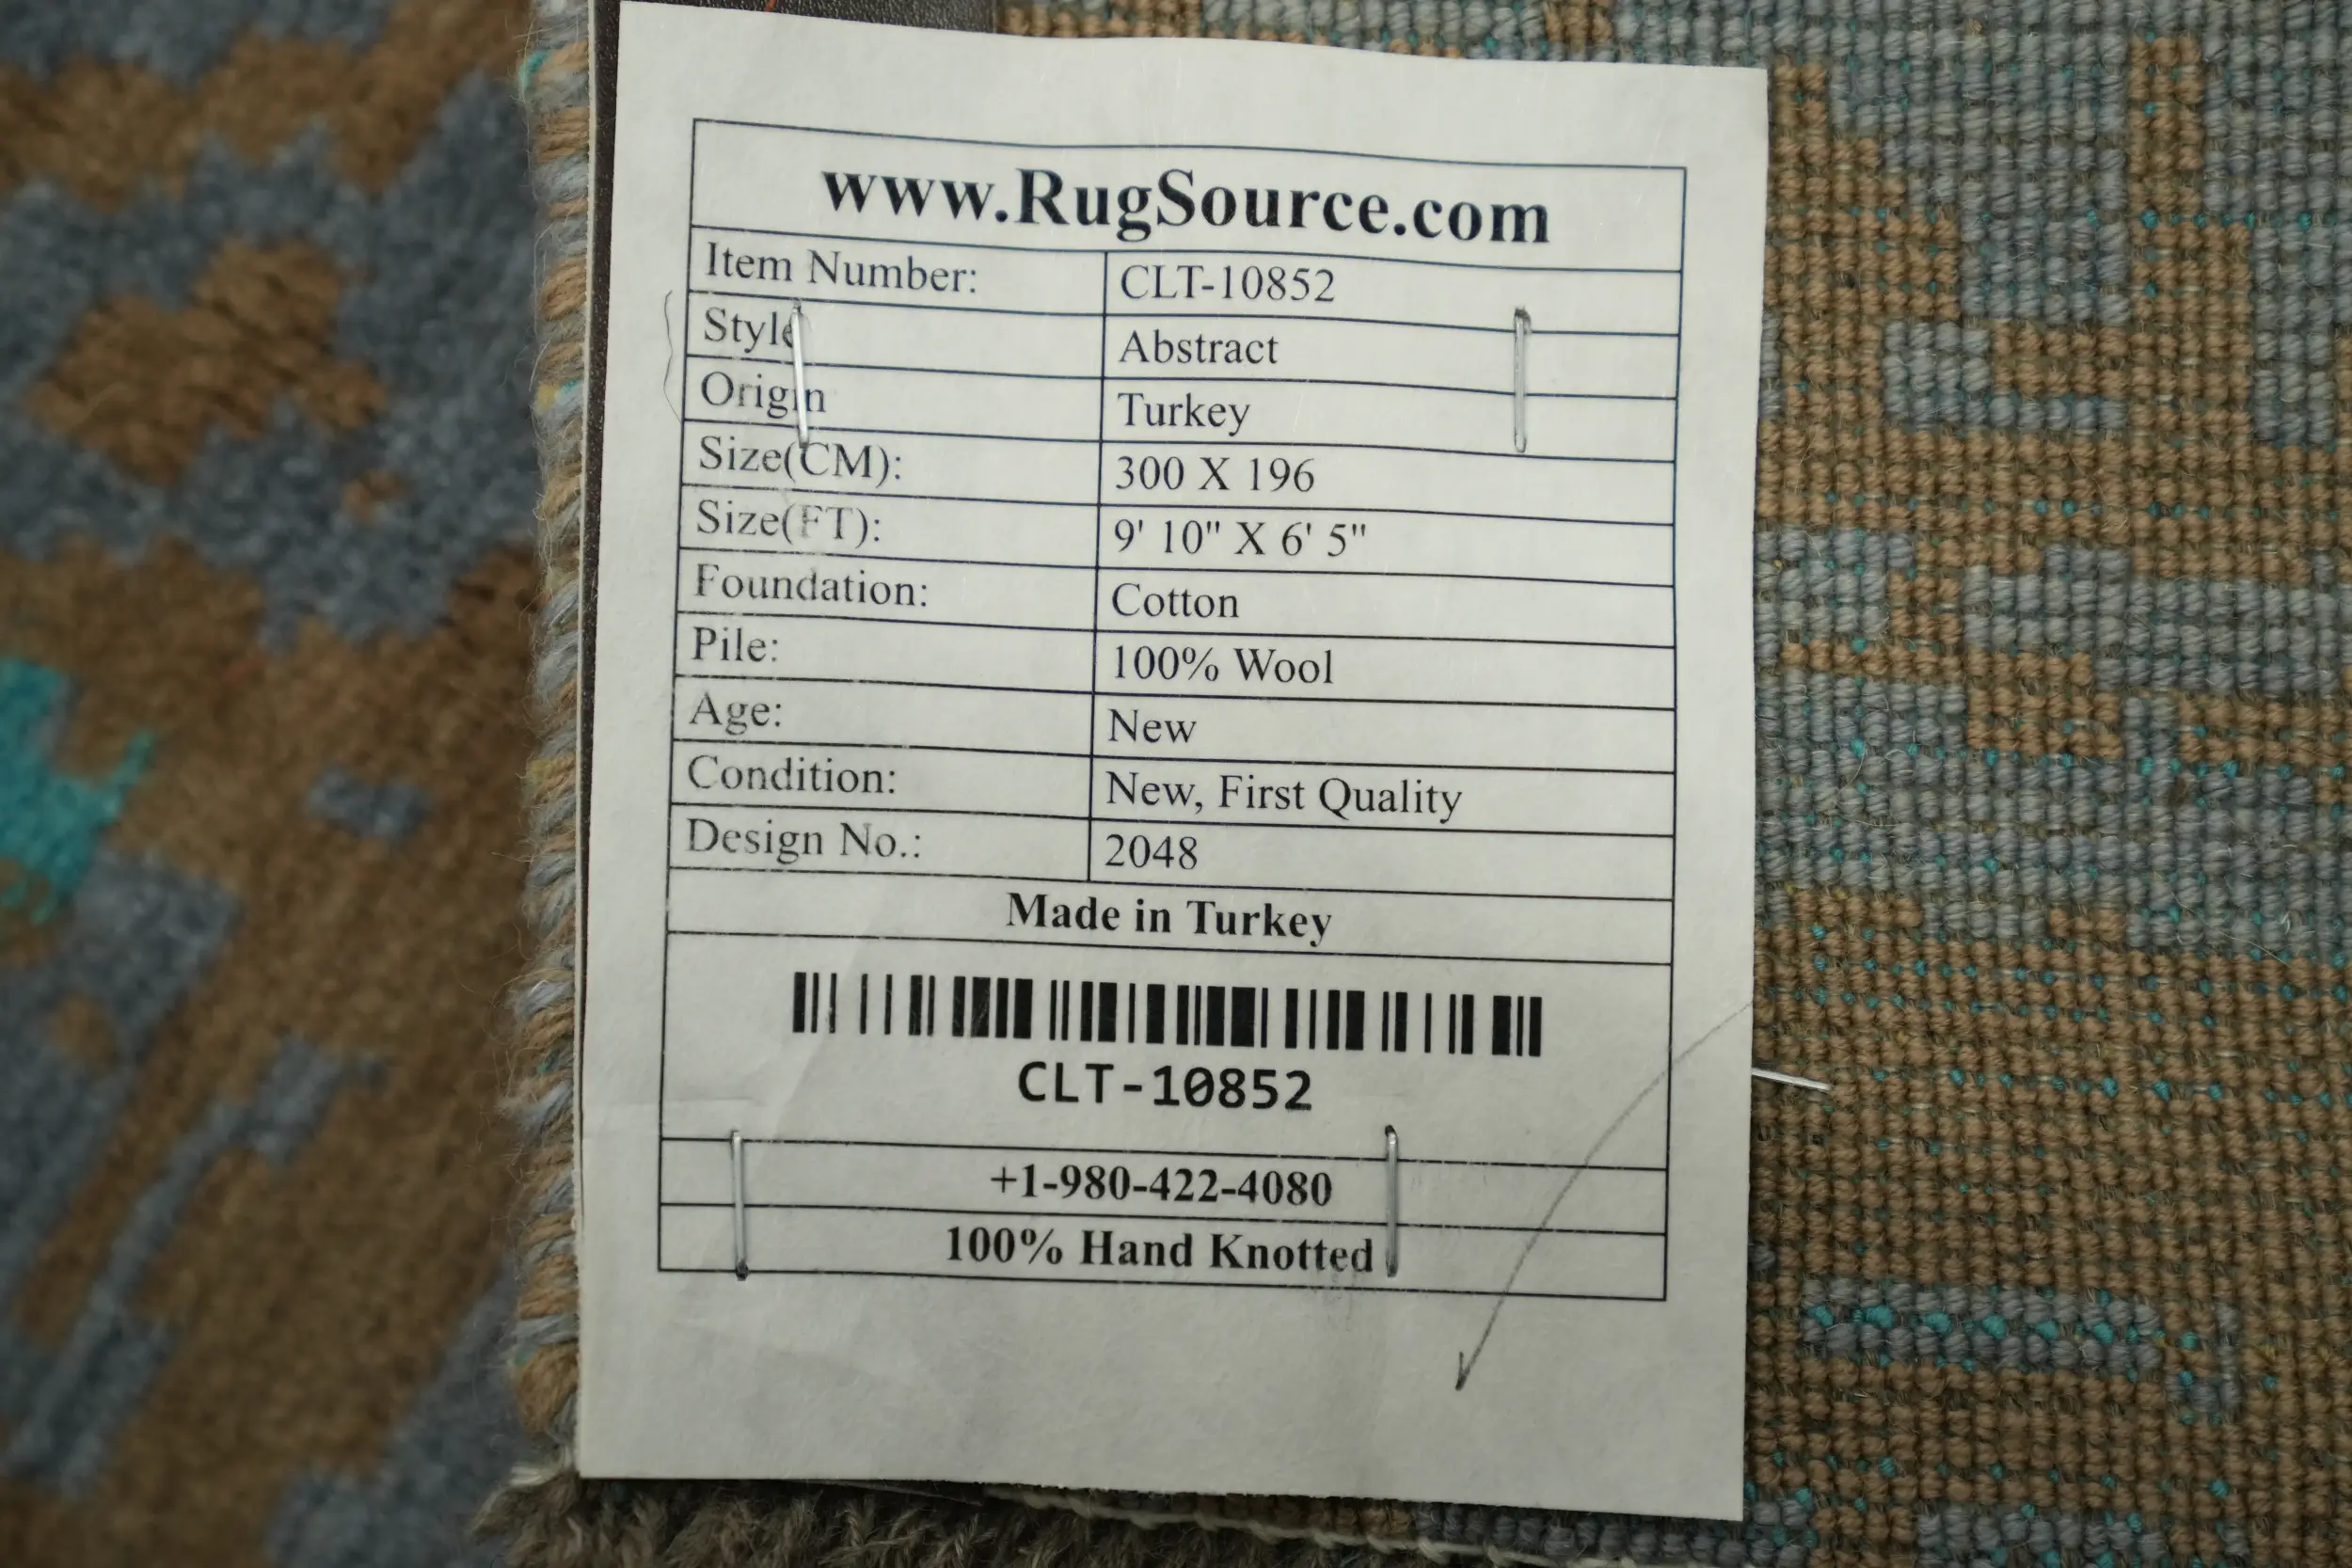 www.RugSource.com
Item Number: CLT-10852
Style Abstract
Origin Turkey
Size(CM): 300 X 196
Size(FT): 9' 10" X 6' 5"
Foundation: Cotton
Pile: 100% Wool
Age: New
Condition: New, First Quality
Design No.: 2048
Made in Turkey
CLT-10852
+1-980-422-4080
100% Hand Knotted